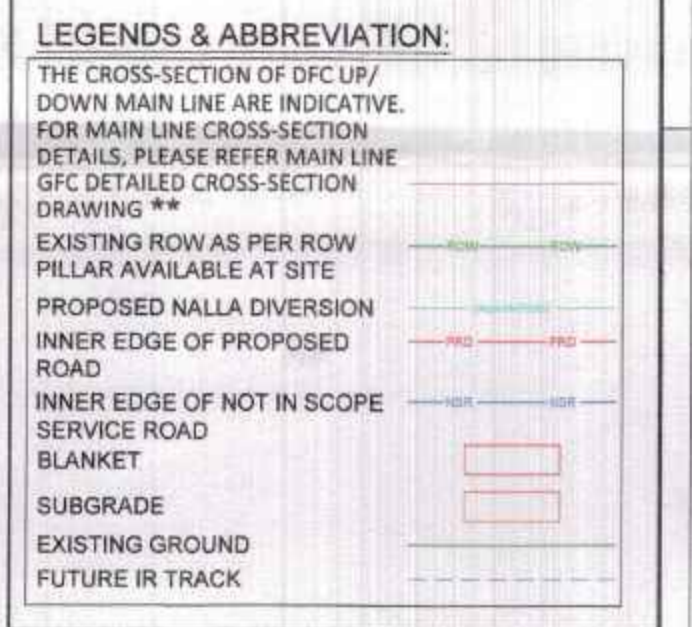 LEGENDS & ABBREVIATION:
THE CROSS-SECTION OF DFC UP/
DOWN MAIN LINE ARE INDICATIVE.
FOR MAIN LINE CROSS-SECTION
DETAILS, PLEASE REFER MAIN LINE
GFC DETAILED CROSS-SECTION
DRAWING **
EXISTING ROW AS PER ROW ROW ROW
PILLAR AVAILABLE AT SITE
PROPOSED NALLA DIVERSION
INNER EDGE OF PROPOSED PRD PRD
ROAD
INNER EDGE OF NOT IN SCOPE NSR NSR
SERVICE ROAD
BLANKET
SUBGRADE
EXISTING GROUND
FUTURE IR TRACK